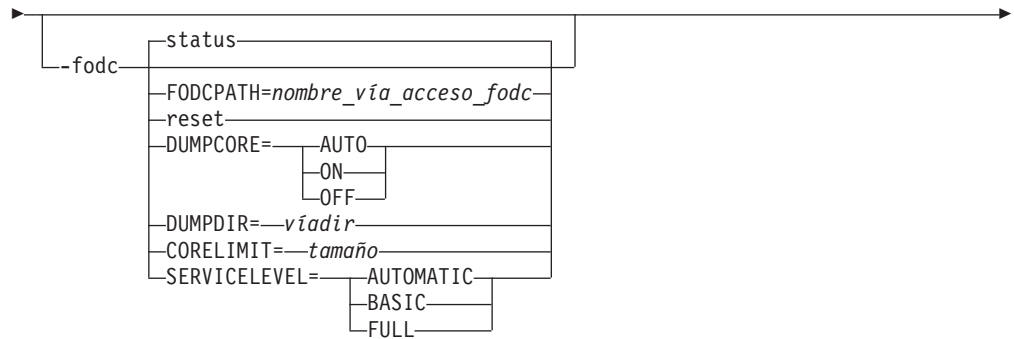 status
-fodc
FODCPATH=nombre_vía_acceso_fodc
reset
DUMPCORE= AUTO
ON
OFF
DUMPDIR= víadir
CORELIMIT= tamaño
SERVICELEVEL= AUTOMATIC
BASIC
FULL